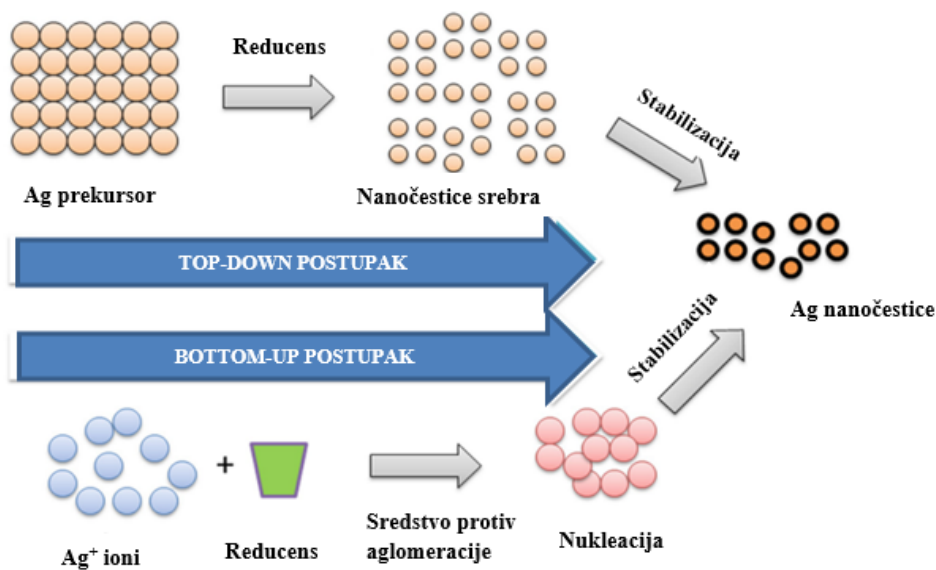 Reducens
Stabilizacija
Ag prekursor
Nanočestice srebra
TOP-DOWN POSTUPAK
Ag nanočestice
BOTTOM-UP POSTUPAK
Stabilizacija
+
Ag⁺ ioni
Reducens
Sredstvo protiv
aglomeracije
Nukleacija